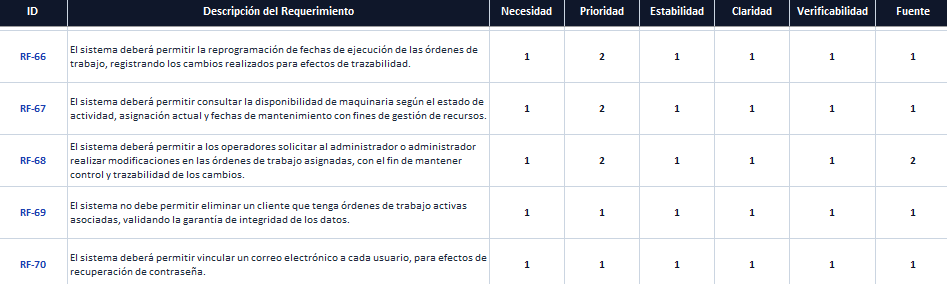 ID Descripción del Requerimiento Necesidad Prioridad Estabilidad Claridad Verificabilidad Fuente
El sistema deberá permitir la reprogramación de fechas de ejecución de las órdenes de
RF-66 trabajo, registrando los cambios realizados para efectos de trazabilidad. 1 2 1 1 1 1
El sistema deberá permitir consultar la disponibilidad de maquinaria según el estado de
RF-67 actividad, asignación actual y fechas de mantenimiento con fines de gestión de recursos. 1 2 1 1 1 1
El sistema deberá permitir a los operadores solicitar al administrador o administrador
RF-68 realizar modificaciones en las órdenes de trabajo asignadas, con el fin de mantener 1 2 1 1 1 2
control y trazabilidad de los cambios.
El sistema no debe permitir eliminar un cliente que tenga órdenes de trabajo activas
RF-69 asociadas, validando la garantía de integridad de los datos. 1 1 1 1 1 1
El sistema deberá permitir vincular un correo electrónico a cada usuario, para efectos de
RF-70 recuperación de contraseña. 1 1 1 1 1 1